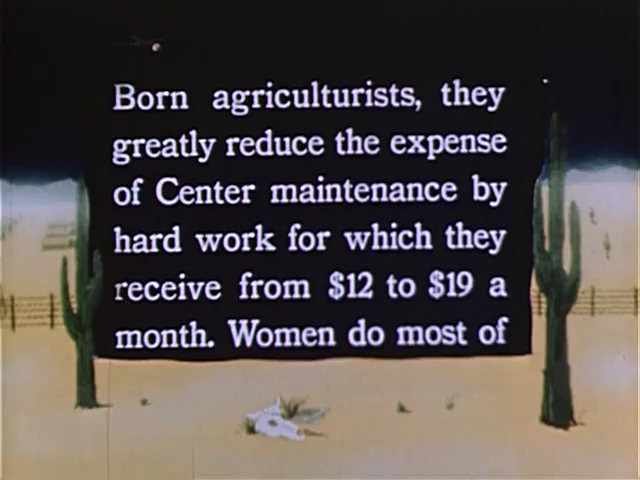 Born agriculturists, they
greatly reduce the expense
of Center maintenance by
hard work for which they
receive from $12 to $19 a
month. Women do most of